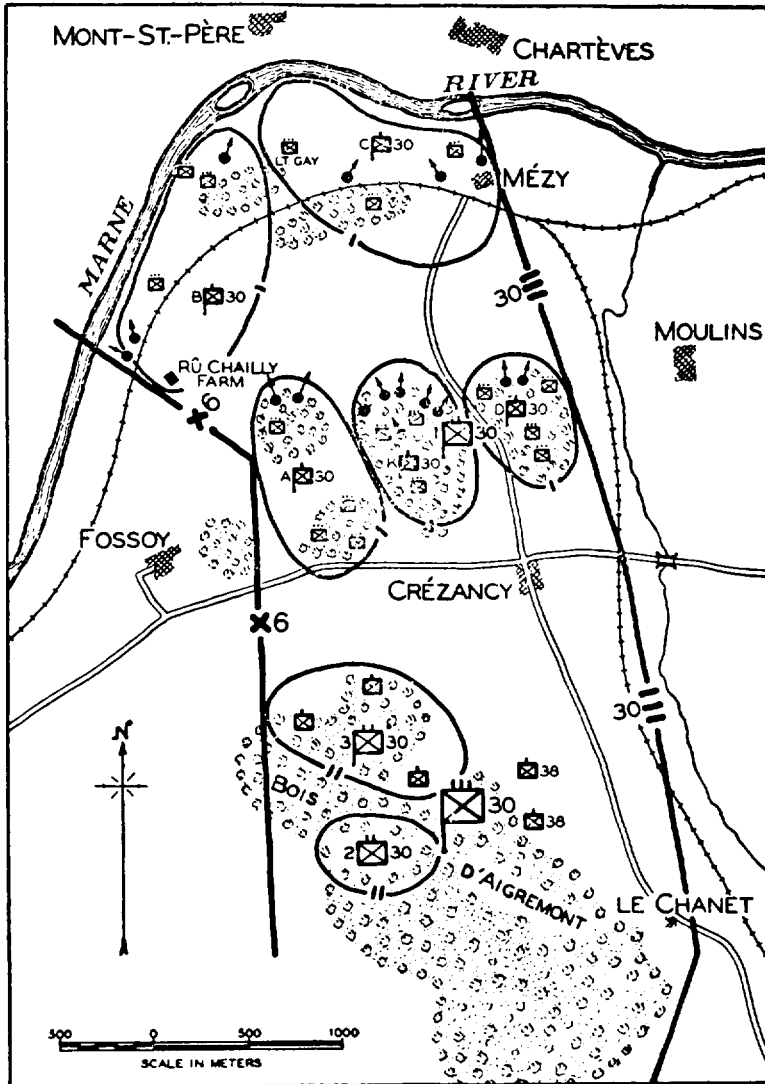 MONT-ST.-PÈRE
CHARTÈVES
RIVER
MARNE
LT GAY
C 30
MÉZY
B 30
30
MOULINS
RÛ CHAILLY
FARM
6
A 30
K 30
1 30
D 30
FOSSOY
CRÉZANCY
6
30
3 30
BOIS
30
38
38
2 30
D'AIGREMONT
LE CHANET
N
500 0 500 1000
SCALE IN METERS